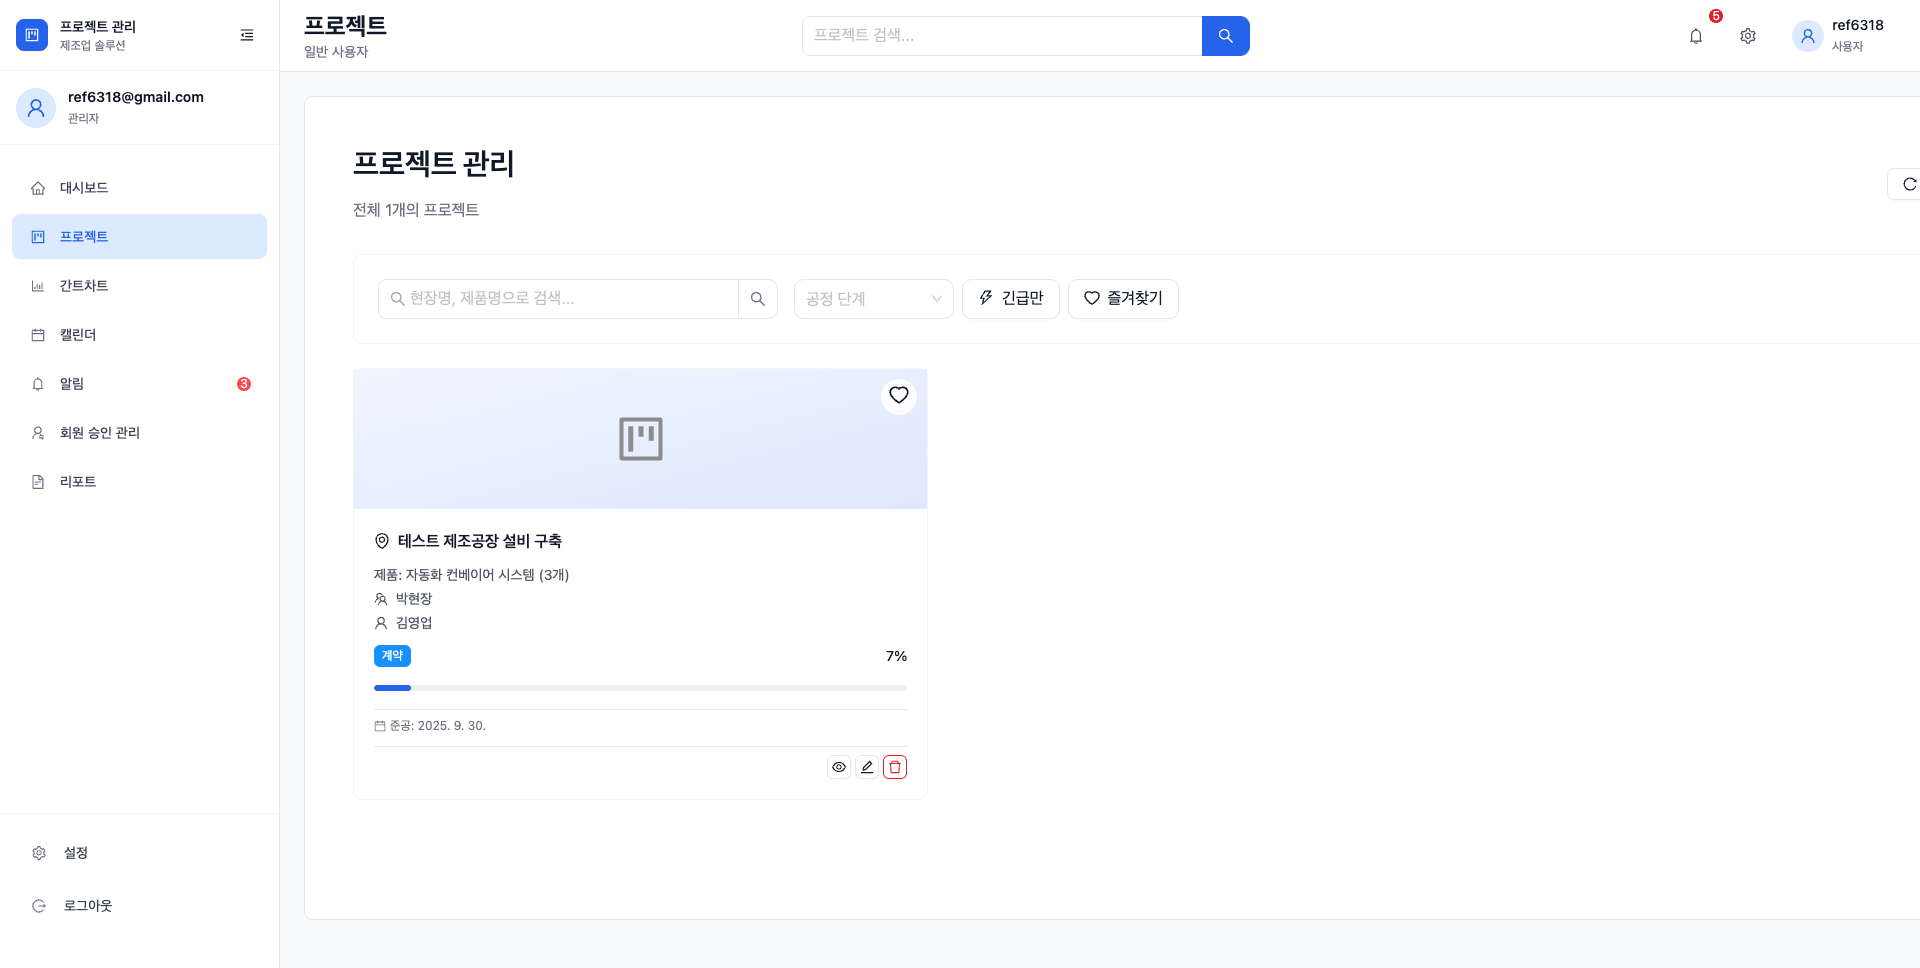 프로젝트 관리
제조업 솔루션
ref6318@gmail.com
관리자
대시보드
프로젝트
간트차트
캘린더
알림
3
회원 승인 관리
리포트
설정
로그아웃
프로젝트
일반 사용자
프로젝트 검색...
5
ref6318
사용자
프로젝트 관리
전체 1개의 프로젝트
현장명, 제품명으로 검색...
공정 단계
긴급만
즐겨찾기
테스트 제조공장 설비 구축
제품: 자동화 컨베이어 시스템 (3개)
박현장
김영업
계약
7%
준공: 2025. 9. 30.